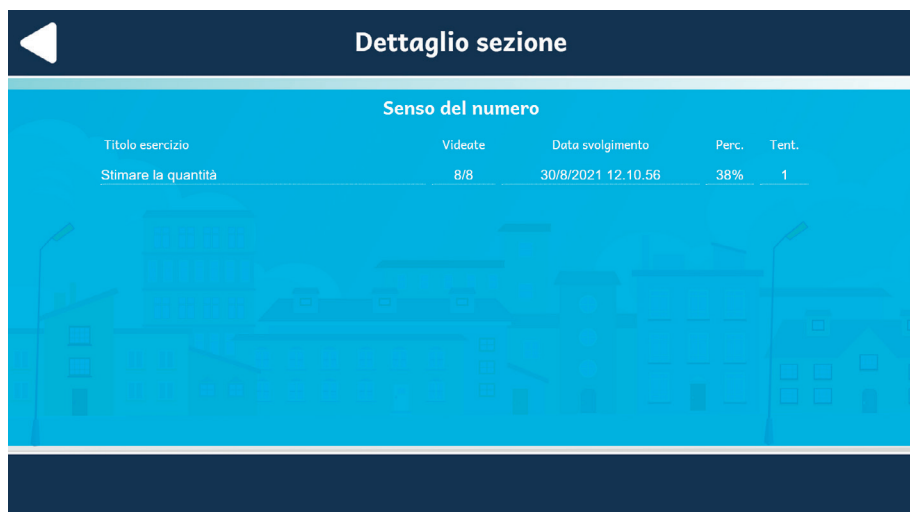 Dettaglio sezione
Senso del numero
Titolo esercizio Videate Data svolgimento Perc. Tent.
Stimare la quantità 8/8 30/8/2021 12.10.56 38% 1